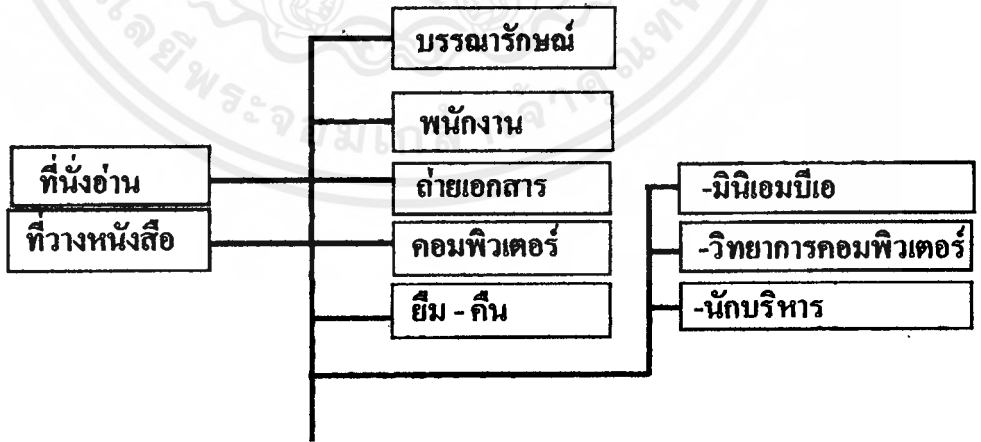 บรรณารักษณ์
พนักงาน
ที่นั่งอ่าน
ถ่ายเอกสาร
-มินิเอมบีเอ
ที่วางหนังสือ
คอมพิวเตอร์
-วิทยาการคอมพิวเตอร์
ยืม - คืน
-นักบริหาร